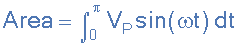 Area = ∫₀^π V_P sin(ωt) dt